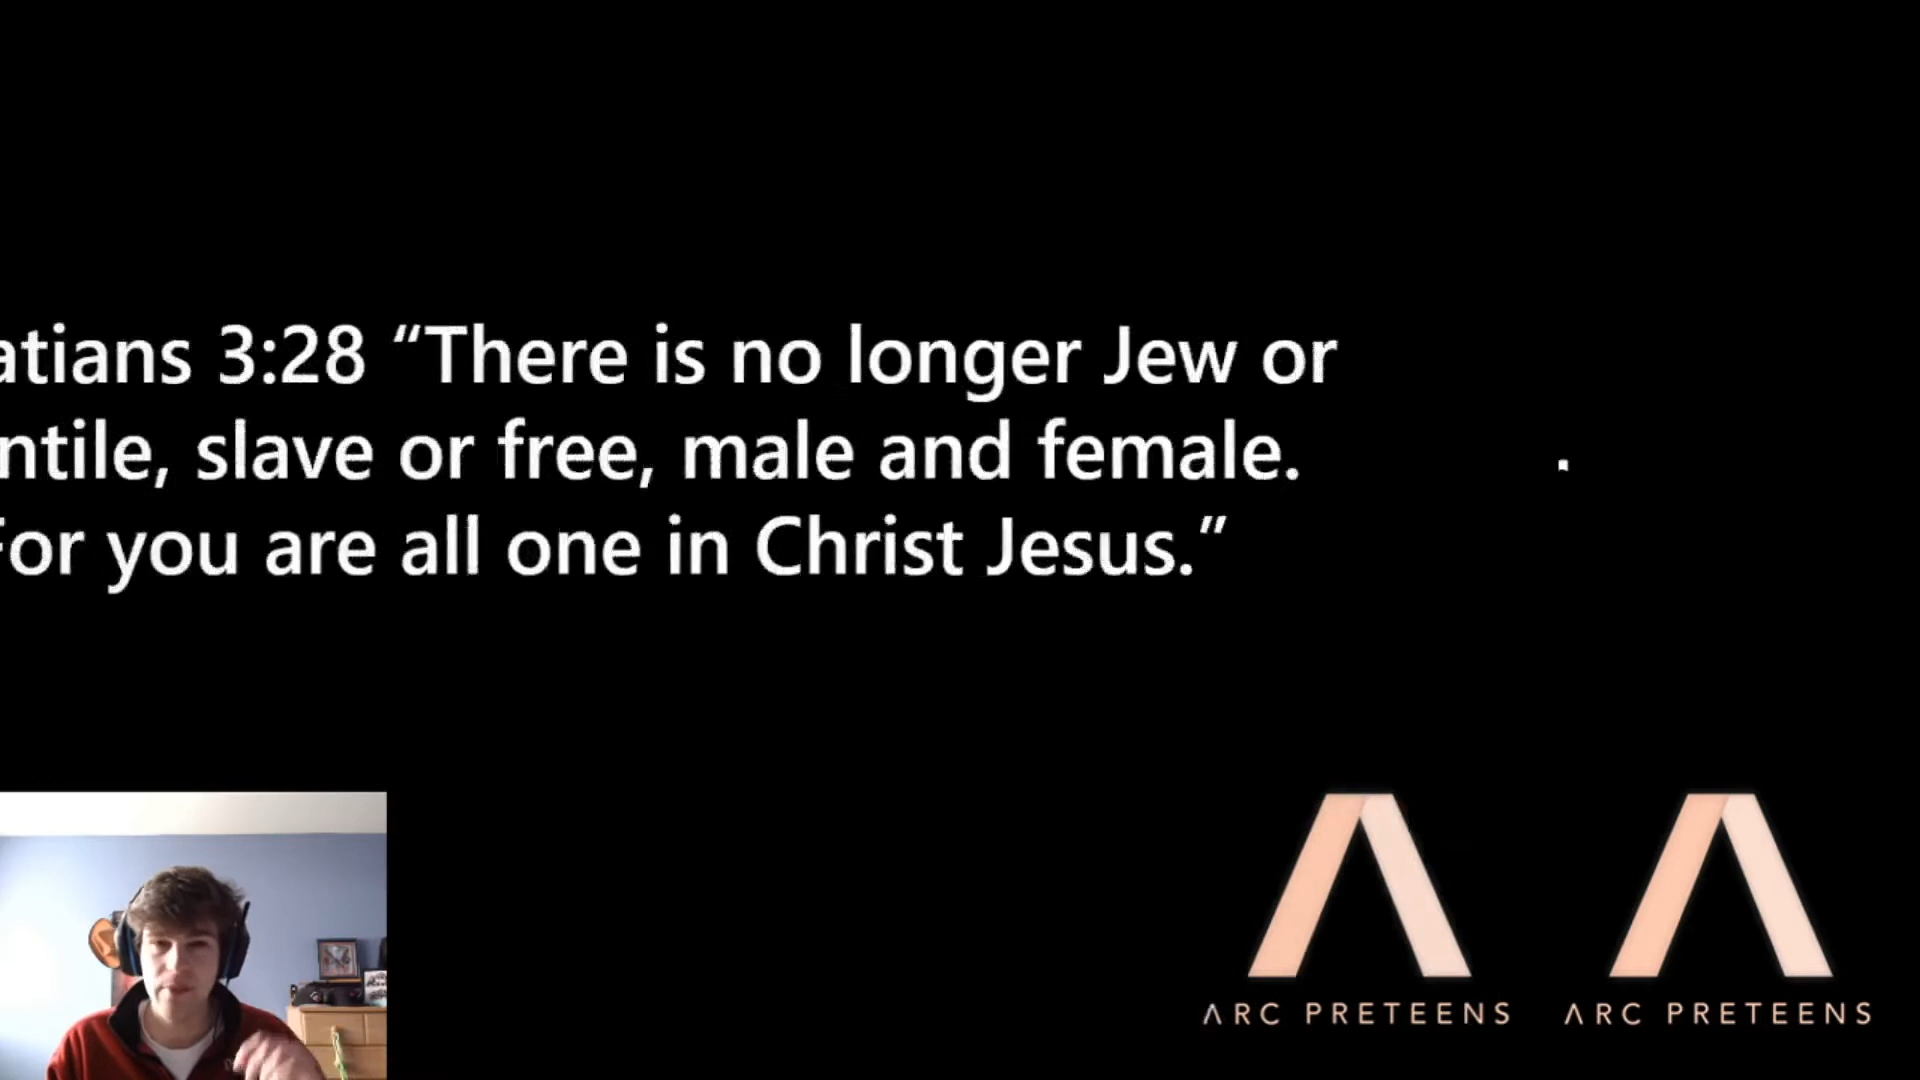 atians 3:28 “There is no longer Jew or
ntile, slave or free, male and female.
For you are all one in Christ Jesus.”
.
ARC PRETEENS
ARC PRETEENS